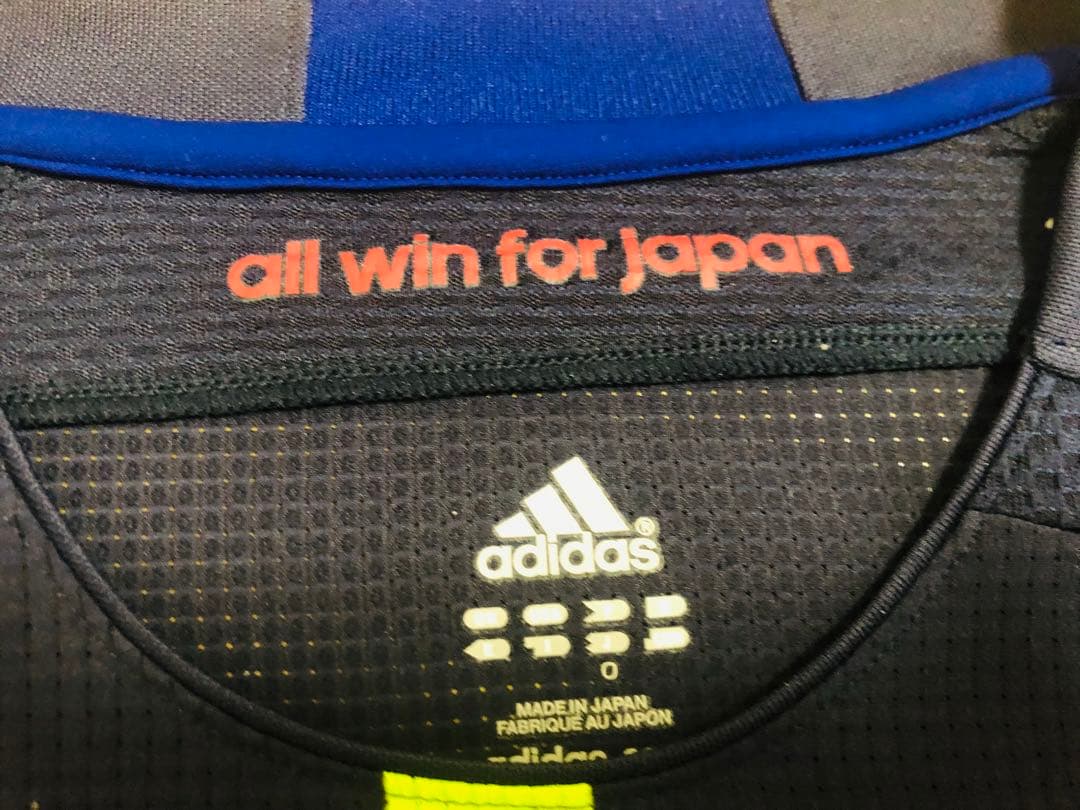 all win for japan
adidas®
O
MADE IN JAPAN
FABRIQUÉ AU JAPON